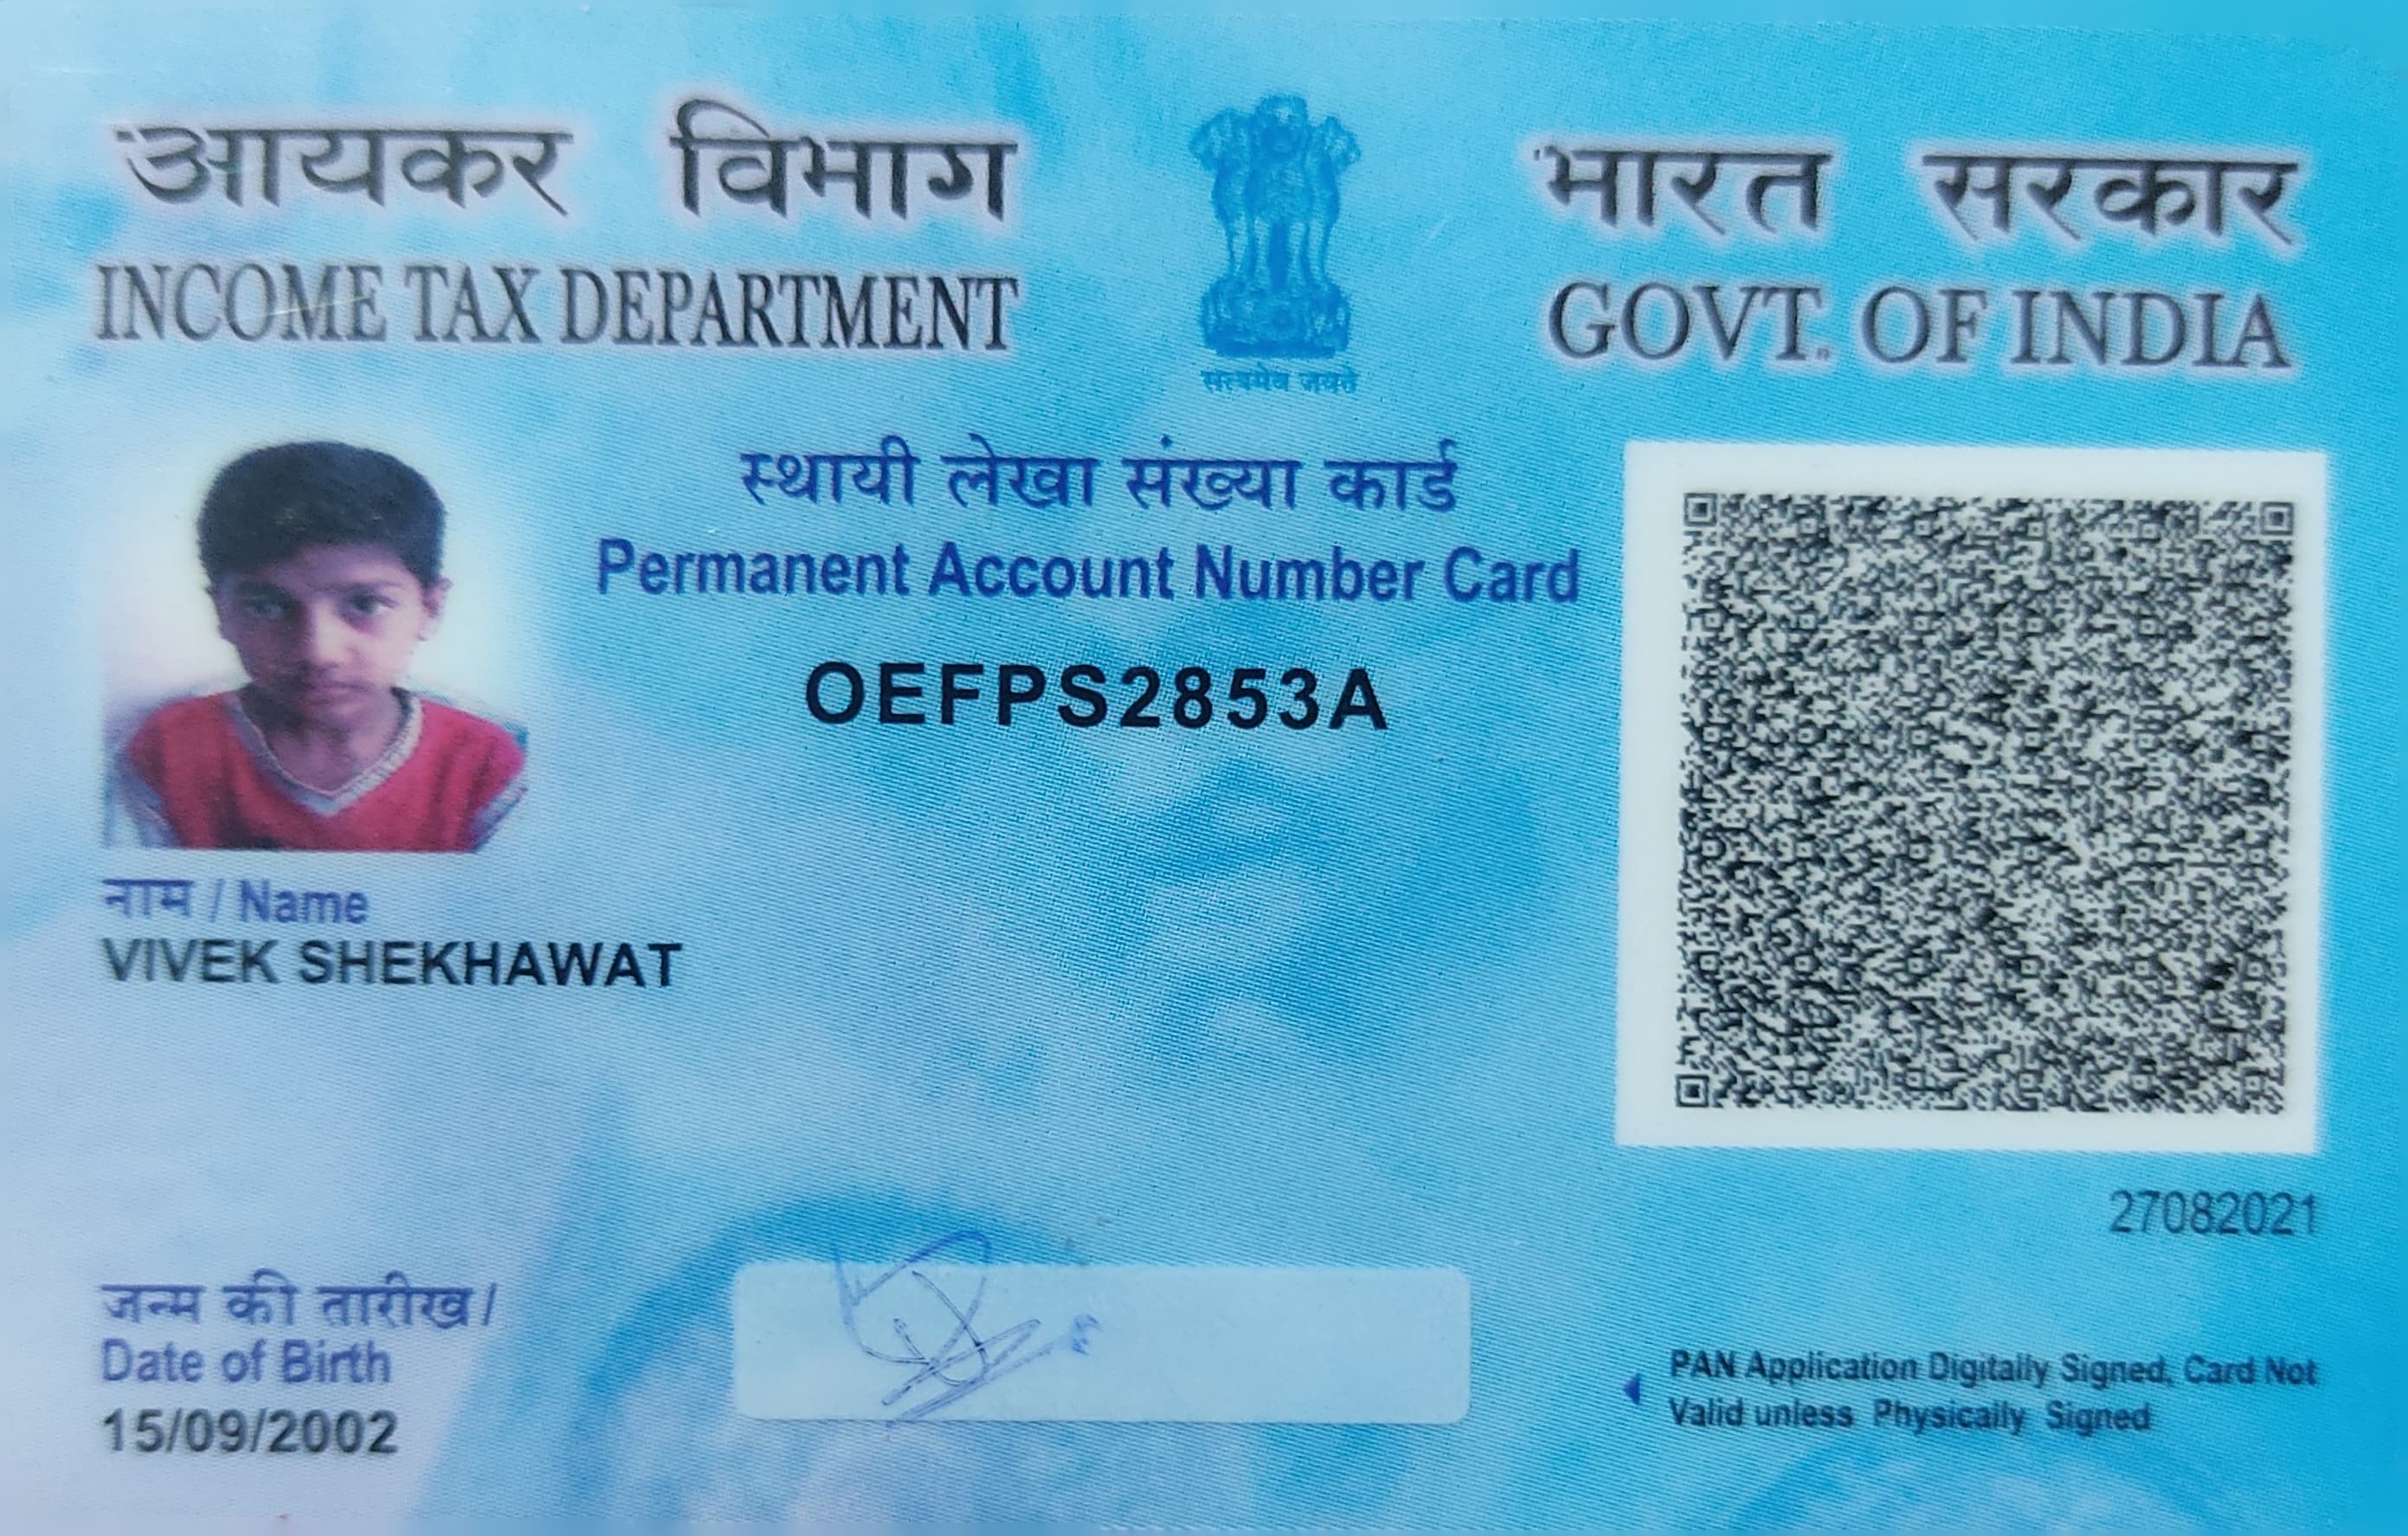 आयकर विभाग
INCOME TAX DEPARTMENT
सत्यमेव जयते
भारत सरकार
GOVT. OF INDIA
स्थायी लेखा संख्या कार्ड
Permanent Account Number Card
OEFPS2853A
नाम / Name
VIVEK SHEKHAWAT
27082021
जन्म की तारीख/
Date of Birth
15/09/2002
PAN Application Digitally Signed, Card Not
Valid unless Physically Signed